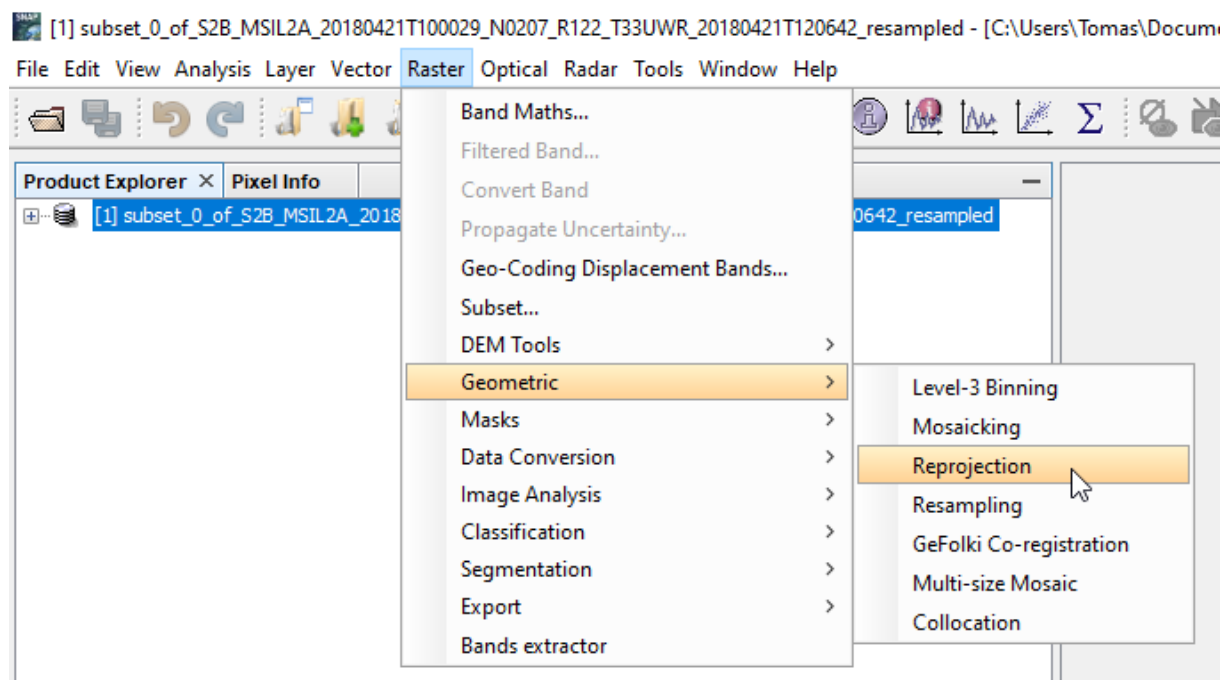 SNAP
[1] subset_0_of_S2B_MSIL2A_20180421T100029_N0207_R122_T33UWR_20180421T120642_resampled - [C:\Users\Tomas\Docume
File Edit View Analysis Layer Vector Raster Optical Radar Tools Window Help
Product Explorer Pixel Info
[1] subset_0_of_S2B_MSIL2A_2018 0642_resampled
Band Maths...
Filtered Band...
Convert Band
Propagate Uncertainty...
Geo-Coding Displacement Bands...
Subset...
DEM Tools
Geometric
Masks
Data Conversion
Image Analysis
Classification
Segmentation
Export
Bands extractor
Level-3 Binning
Mosaicking
Reprojection
Resampling
GeFolki Co-registration
Multi-size Mosaic
Collocation